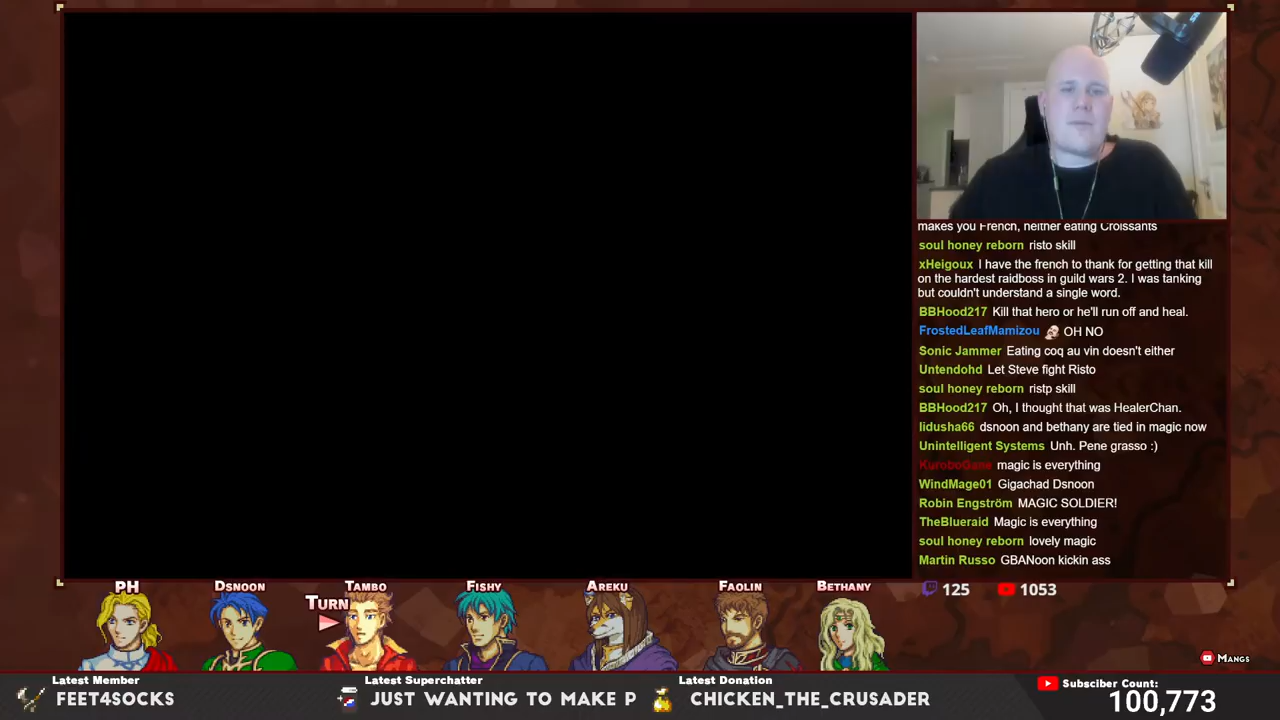 makes you French, neither eating Croissants
soul honey reborn risto skill
xHeigoux I have the french to thank for getting that kill
on the hardest raidboss in guild wars 2. I was tanking
but couldn't understand a single word.
BBHood217 Kill that hero or he'll run off and heal.
FrostedLeafMamizou OH NO
Sonic Jammer Eating coq au vin doesn't either
Untendohd Let Steve fight Risto
soul honey reborn ristp skill
BBHood217 Oh, I thought that was HealerChan.
lidusha66 dsnoon and bethany are tied in magic now
Unintelligent Systems Unh. Pene grasso :)
KuroboGane magic is everything
WindMage01 Gigachad Dsnoon
Robin Engström MAGIC SOLDIER!
TheBlueraid Magic is everything
soul honey reborn lovely magic
Martin Russo GBANoon kickin ass
PH DSNOON TAMBO FISHY AREKU FAOLIN BETHANY
125 1053
TURN
MANGS
Latest Member
FEET4SOCKS
Latest Superchatter
JUST WANTING TO MAKE P
Latest Donation
CHICKEN_THE_CRUSADER
Subsciber Count:
100,773